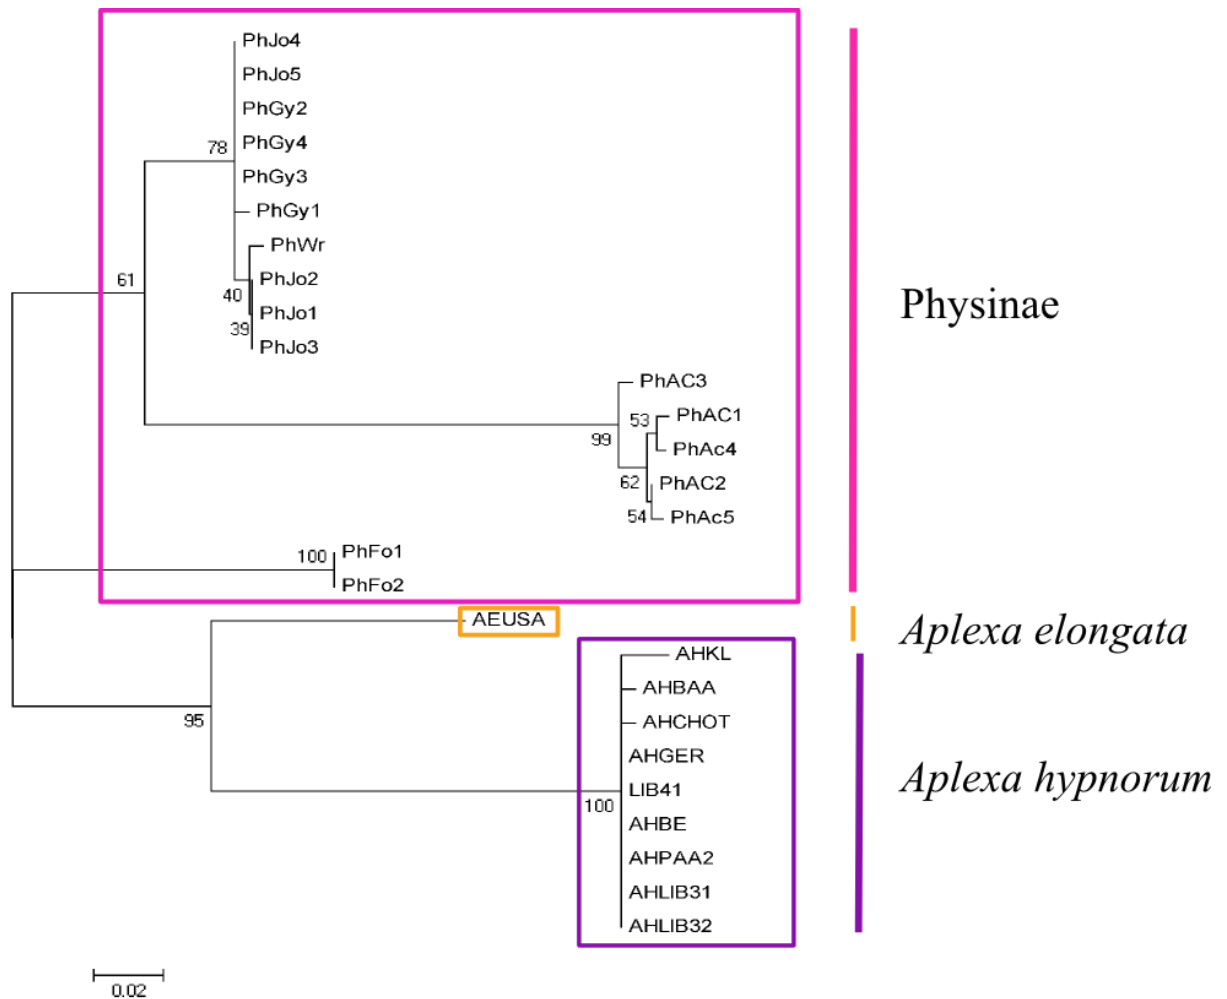 PhJo4
PhJo5
PhGy2
78
PhGy4
PhGy3
PhGy1
PhWr
61
PhJo2
40
PhJo1
39
PhJo3
Physinae
PhAC3
53
PhAC1
99
PhAc4
62
PhAC2
54
PhAc5
100
PhFo1
PhFo2
AEUSA
Aplexa elongata
AHKL
AHBAA
95
AHCHOT
AHGER
Aplexa hypnorum
LIB41
100
AHBE
AHPAA2
AHLIB31
AHLIB32
0.02